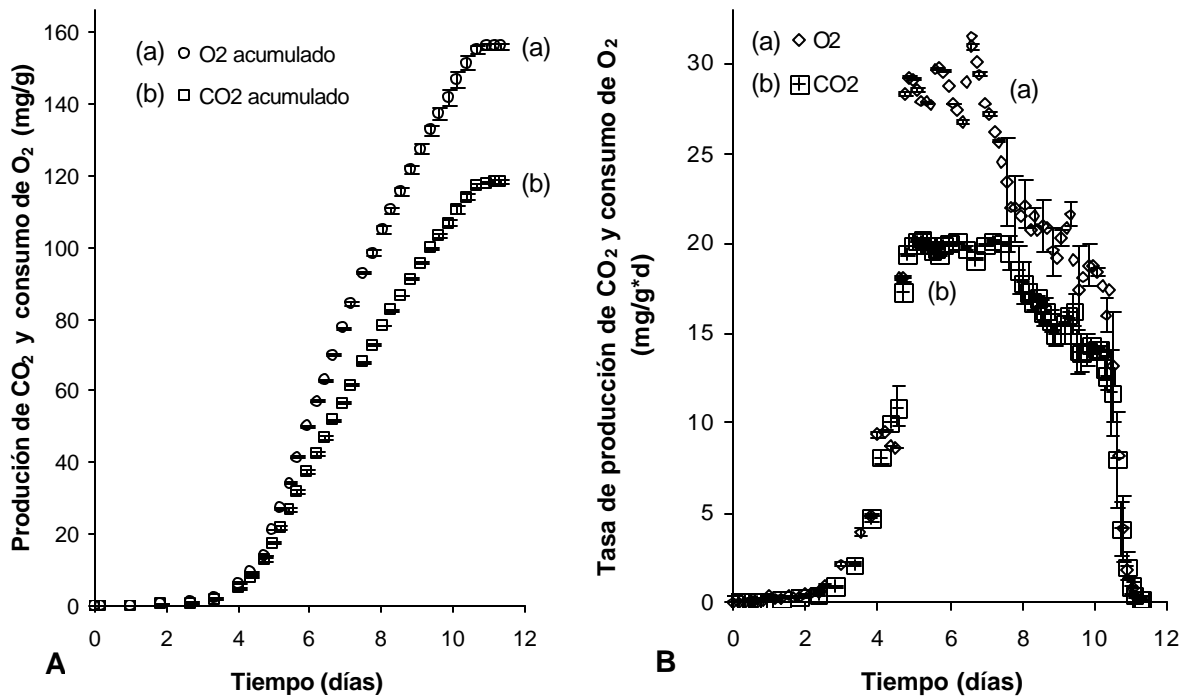 Produción de CO₂ y consumo de O₂ (mg/g)
160
140
120
100
80
60
40
20
0
(a) O2 acumulado
(b) CO2 acumulado
(a)
(b)
0 2 4 6 8 10 12
A
Tiempo (días)
Tasa de producción de CO₂ y consumo de O₂
(mg/g*d)
30
25
20
15
10
5
0
(a) O2
(b) CO2
(a)
(b)
0 2 4 6 8 10 12
B
Tiempo (días)